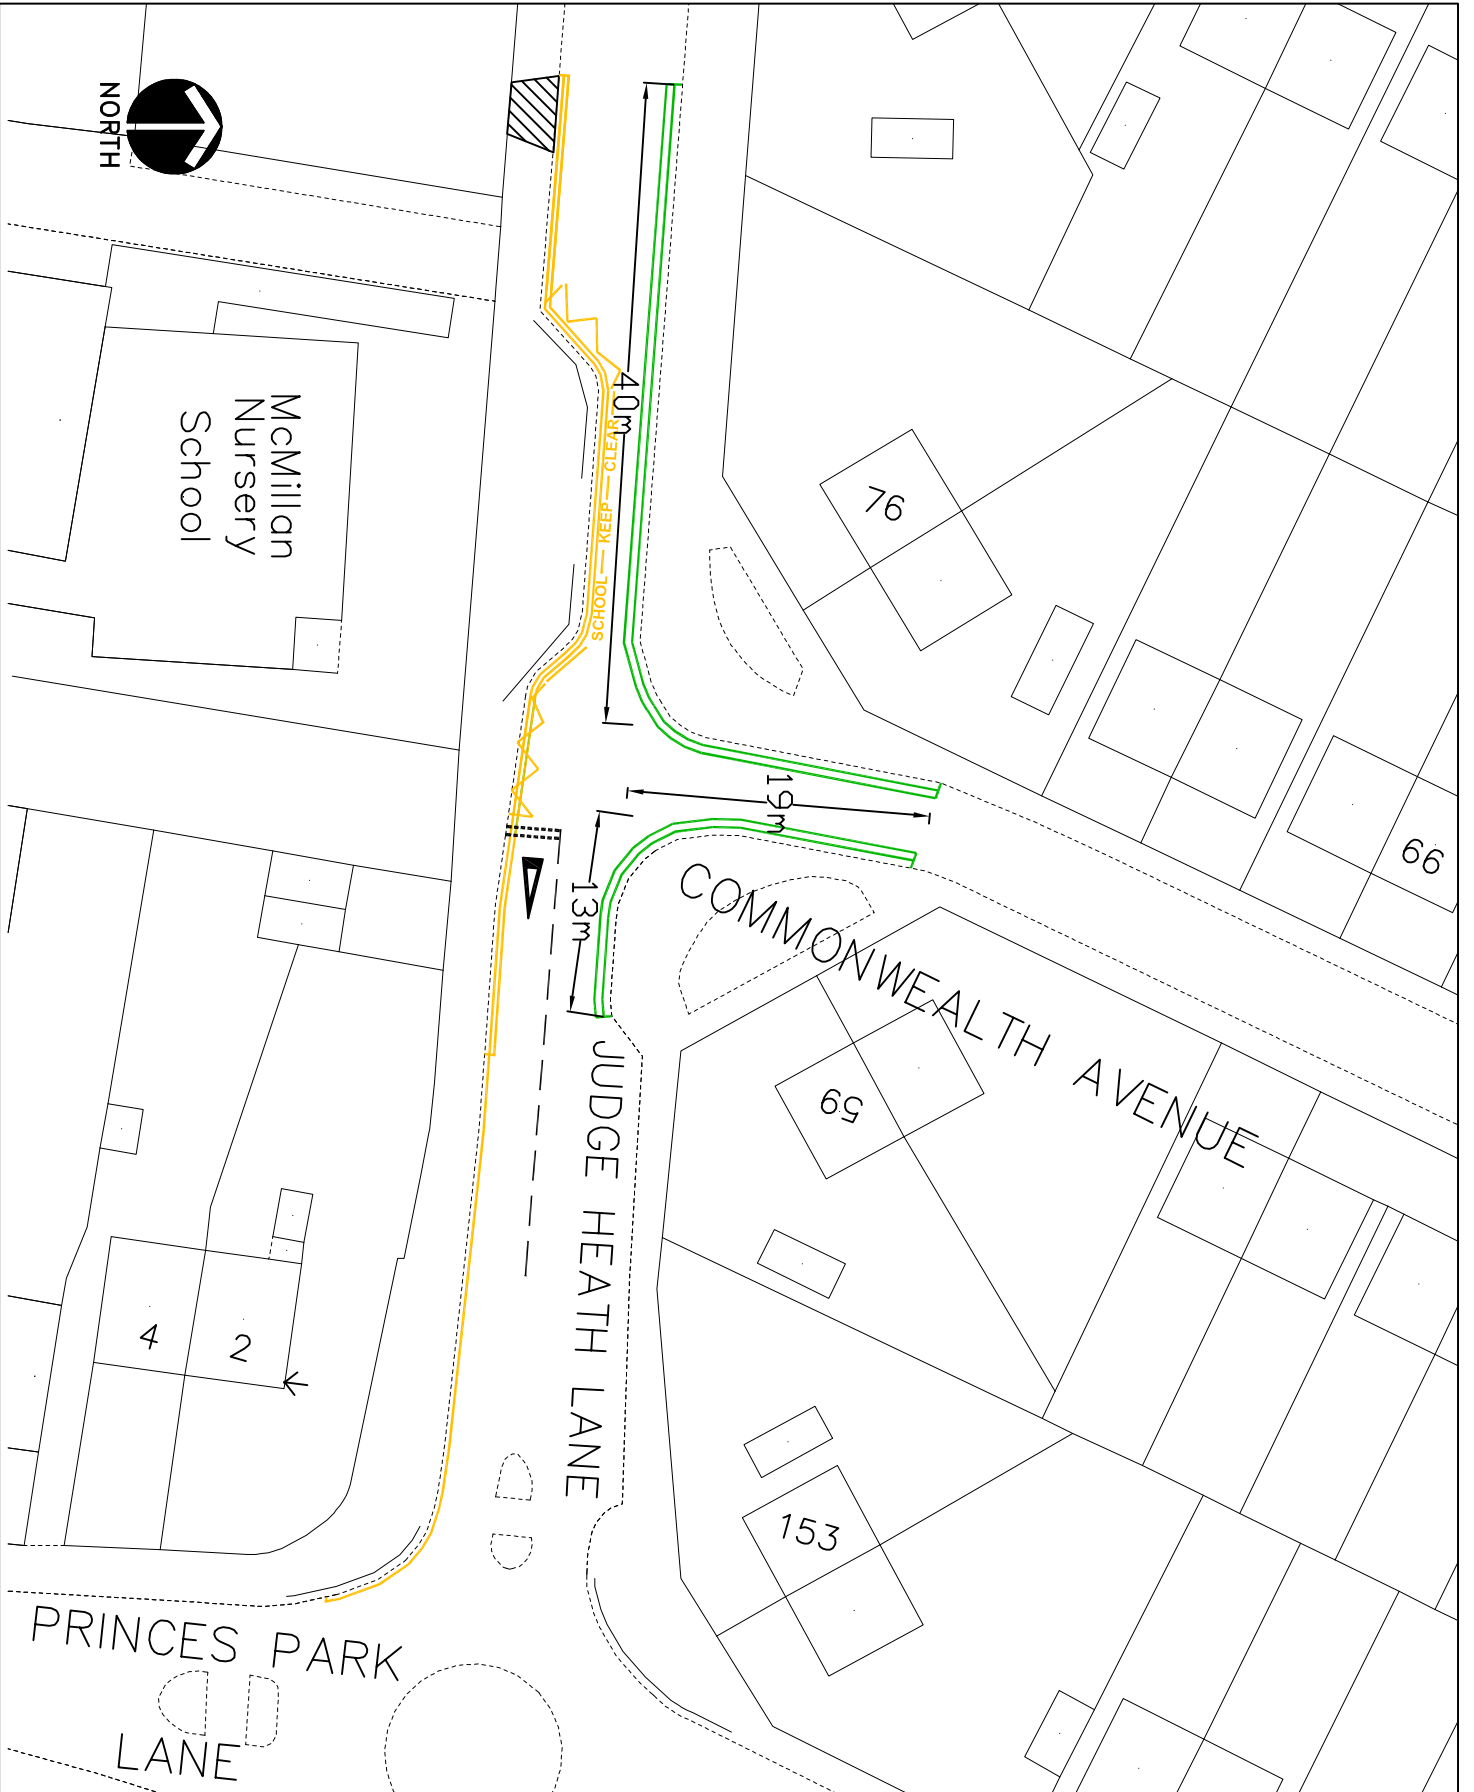 NORTH
McMillan
Nursery
School
40m
SCHOOL KEEP CLEAR
76
66
19m
13m
COMMONWEALTH AVENUE
59
JUDGE HEATH LANE
4
2
153
PRINCES PARK
LANE